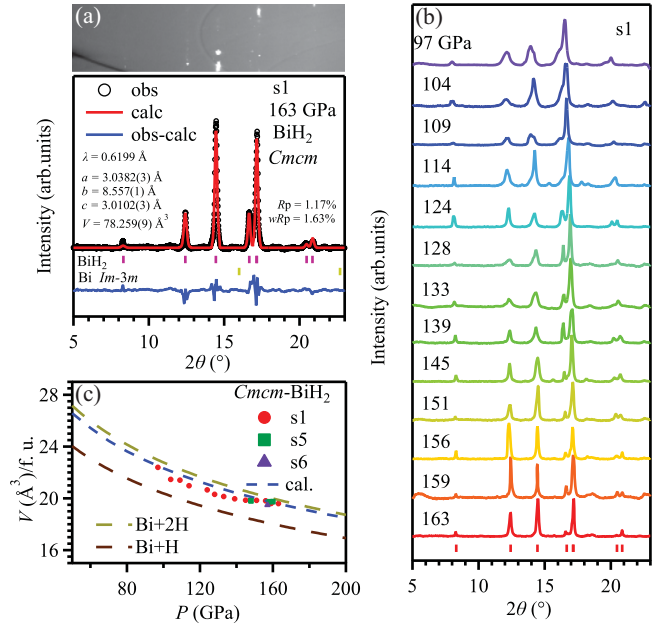 (a)
obs
calc
obs-calc
s1
163 GPa
BiH₂
Cmcm
λ = 0.6199 Å
a = 3.0382(3) Å
b = 8.557(1) Å
c = 3.0102(3) Å
V = 78.259(9) Å³
Rp = 1.17%
wRp = 1.63%
BiH₂
Bi Im-3m
Intensity (arb.units)
5 10 15 20
2θ (°)
(b)
s1
97 GPa
104
109
114
124
128
133
139
145
151
156
159
163
Intensity (arb.units)
5 10 15 20
2θ (°)
(c)
Cmcm-BiH₂
s1
s5
s6
cal.
Bi+2H
Bi+H
V (Å³)/f. u.
28
24
20
16
80 120 160 200
P (GPa)